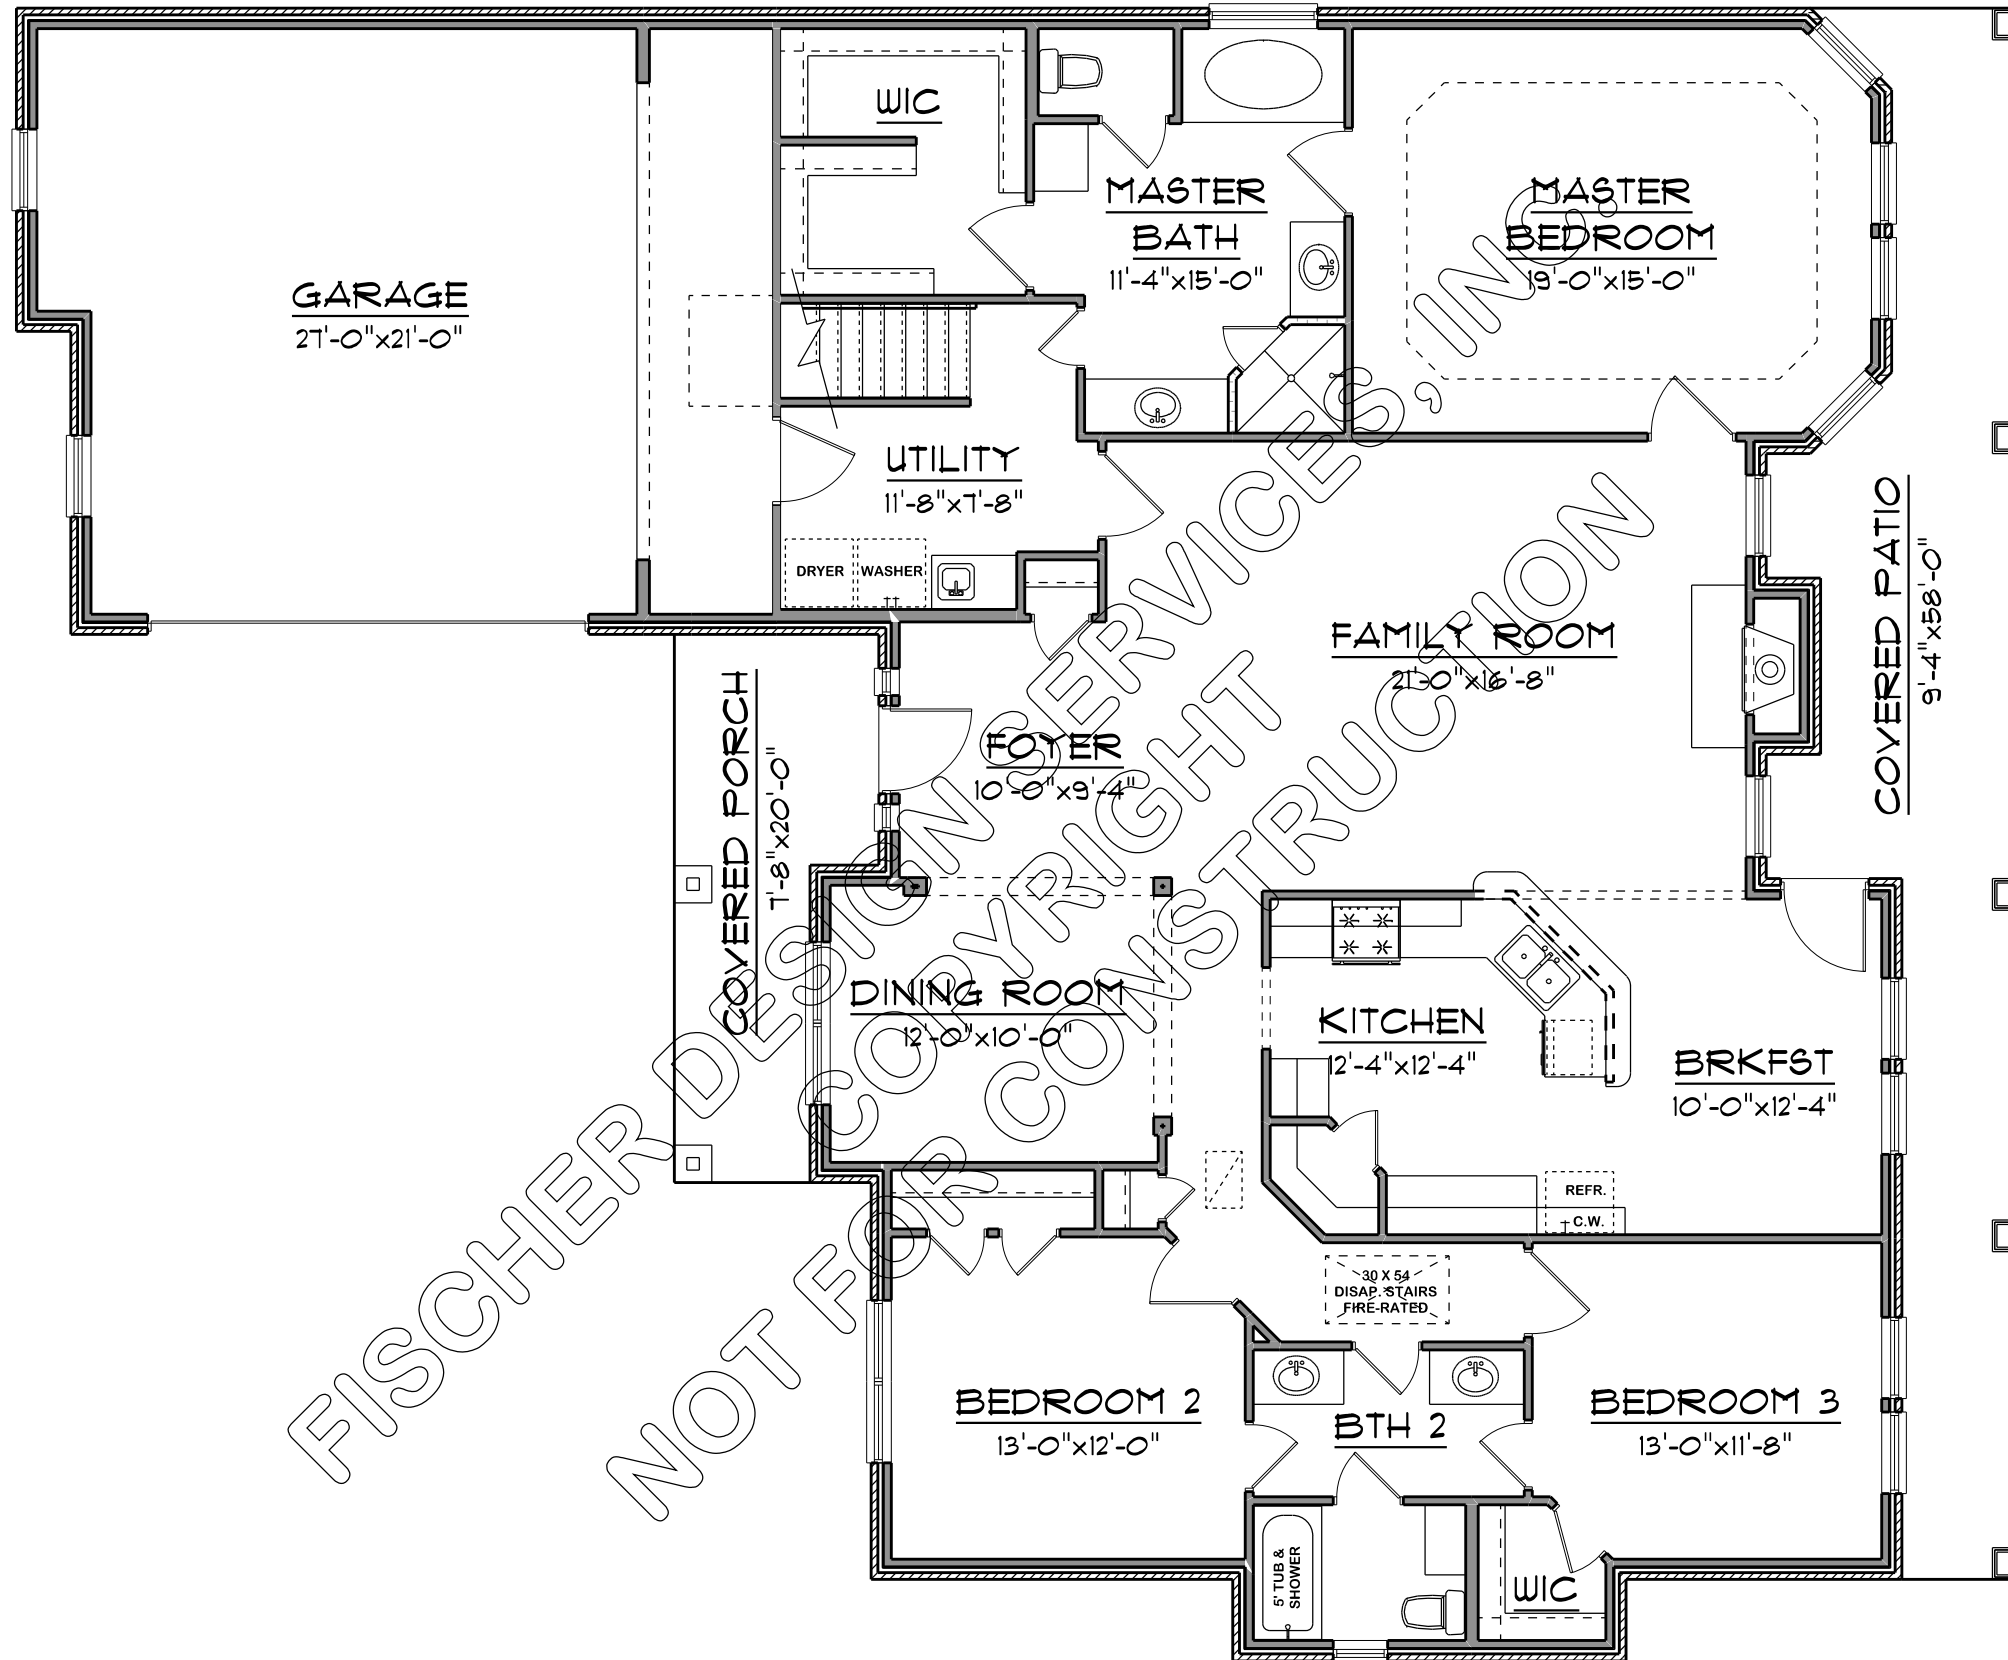 WIC
MASTER
BATH
11'-4"x15'-0"
MASTER
BEDROOM
19'-0"x15'-0"
GARAGE
27'-0"x21'-0"
UTILITY
11'-8"x7'-8"
DRYER
WASHER
COVERED PATIO
9'-4"x58'-0"
FAMILY ROOM
21'-0"x16'-8"
COVERED PORCH
7'-8"x20'-0"
FOYER
10'-0"x9'-4"
DINING ROOM
12'-0"x10'-0"
KITCHEN
12'-4"x12'-4"
BRKFST
10'-0"x12'-4"
REFR.
C.W.
30 X 54
DISAP. STAIRS
FIRE-RATED
BEDROOM 2
13'-0"x12'-0"
BTH 2
BEDROOM 3
13'-0"x11'-8"
5' TUB &
SHOWER
WIC
FISCHER DESIGN SERVICES, INC.
COPYRIGHT
NOT FOR CONSTRUCTION